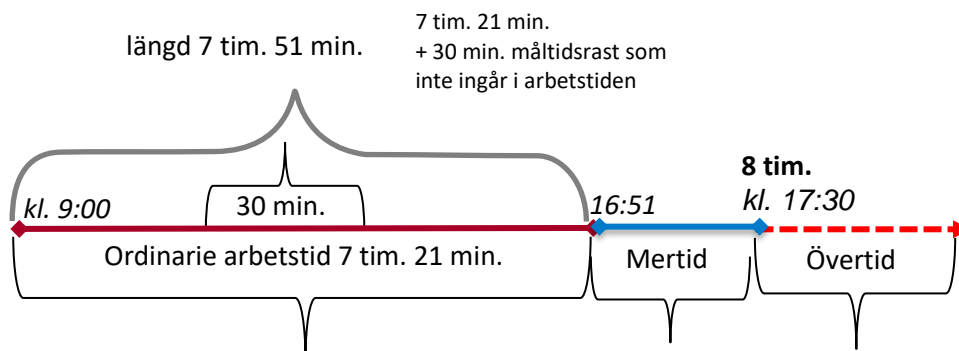 längd 7 tim. 51 min.
7 tim. 21 min.
+ 30 min. måltidsrast som
inte ingår i arbetstiden
8 tim.
kl. 9:00
30 min.
16:51
kl. 17:30
Ordinarie arbetstid 7 tim. 21 min.
Mertid
Övertid